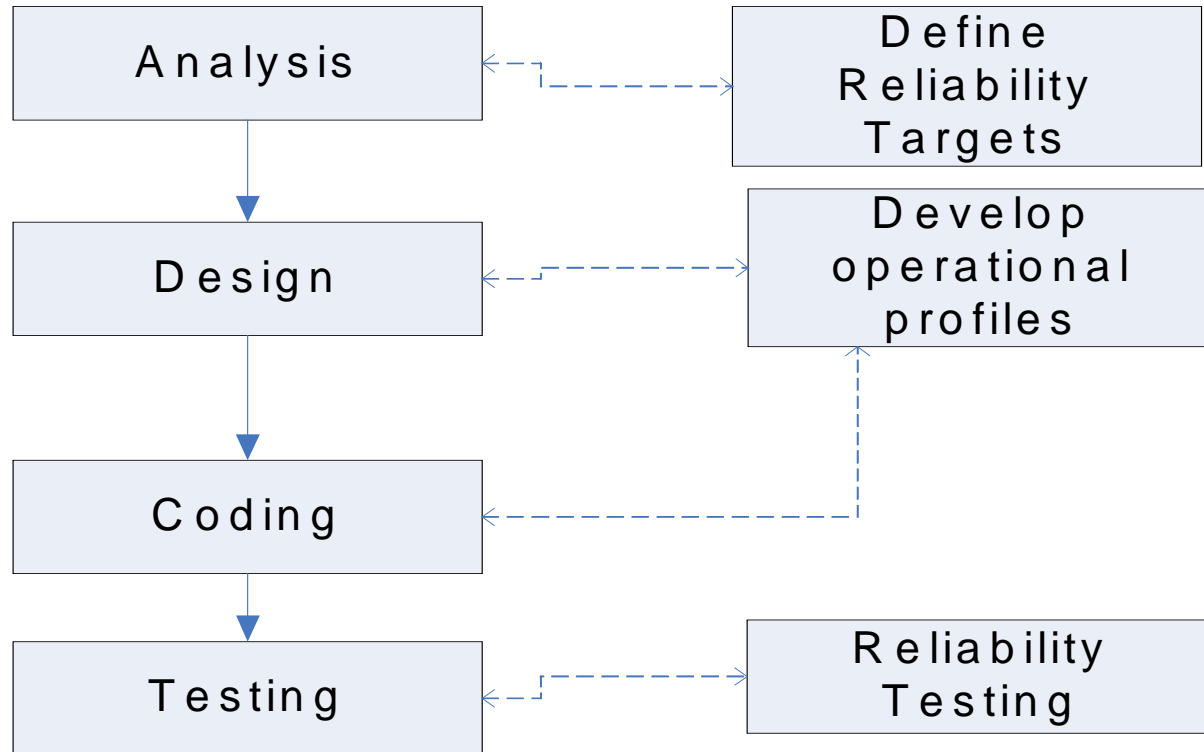 Analysis
Define
Reliability
Targets
Design
Develop
operational
profiles
Coding
Testing
Reliability
Testing